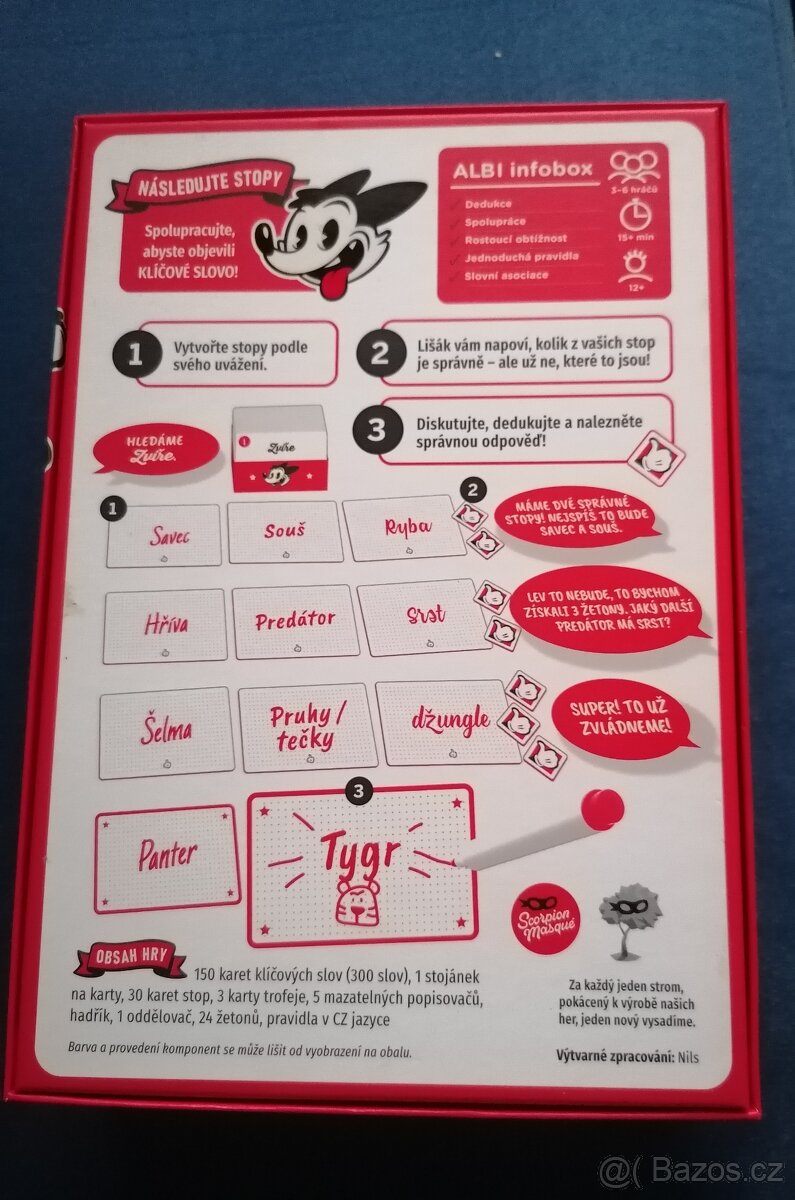 NÁSLEDUJTE STOPY
Spolupracujte,
abyste objevili
KLÍČOVÉ SLOVO!
ALBI infobox
Dedukce
Spolupráce
Rostoucí obtížnost
Jednoduchá pravidla
Slovní asociace
3-6 hráčů
15+ min
12+
1
Vytvořte stopy podle
svého uvážení.
2
Lišák vám napoví, kolik z vašich stop
je správně – ale už ne, které to jsou!
3
Diskutujte, dedukujte a nalezněte
správnou odpověď!
HLEDÁME
Zvíře.
1
Zvíře
1
Savec
Souš
Ryba
2
MÁME DVĚ SPRÁVNÉ
STOPY! NEJSPÍŠ TO BUDE
SAVEC A SOUŠ.
Hříva
Predátor
Srst
LEV TO NEBUDE, TO BYCHOM
ZÍSKALI 3 ŽETONY. JAKÝ DALŠÍ
PREDÁTOR MÁ SRST?
Šelma
Pruhy /
tečky
džungle
SUPER! TO UŽ
ZVLÁDNEME!
3
Panter
Tygr
Scorpion
Masqué
OBSAH HRY
150 karet klíčových slov (300 slov), 1 stojánek
na karty, 30 karet stop, 3 karty trofeje, 5 mazatelných popisovačů,
hadřík, 1 oddělovač, 24 žetonů, pravidla v CZ jazyce
Barva a provedení komponent se může lišit od vyobrazení na obalu.
Za každý jeden strom,
pokácený k výrobě našich
her, jeden nový vysadíme.
Výtvarné zpracování: Nils
@( Bazos.cz